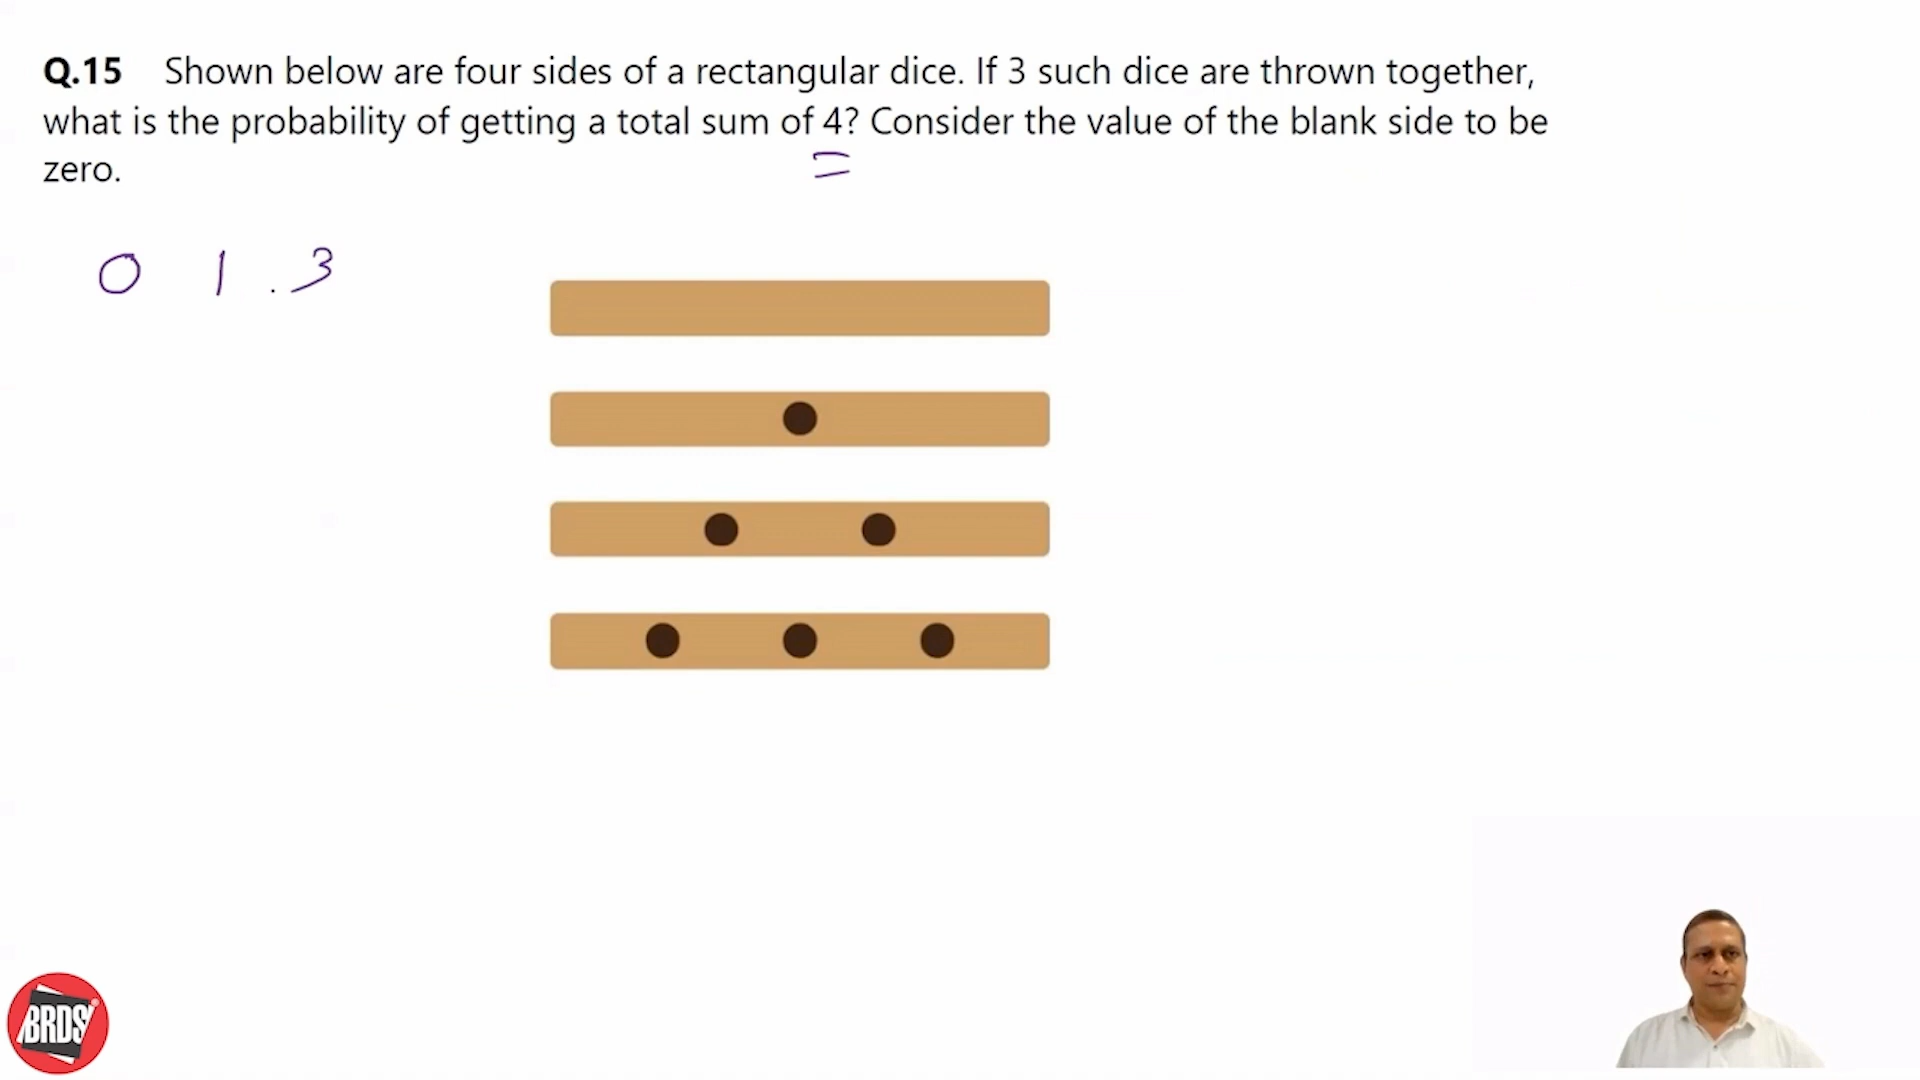 Q.15 Shown below are four sides of a rectangular dice. If 3 such dice are thrown together,
what is the probability of getting a total sum of 4? Consider the value of the blank side to be
zero.
0 1 . 3
BRDS